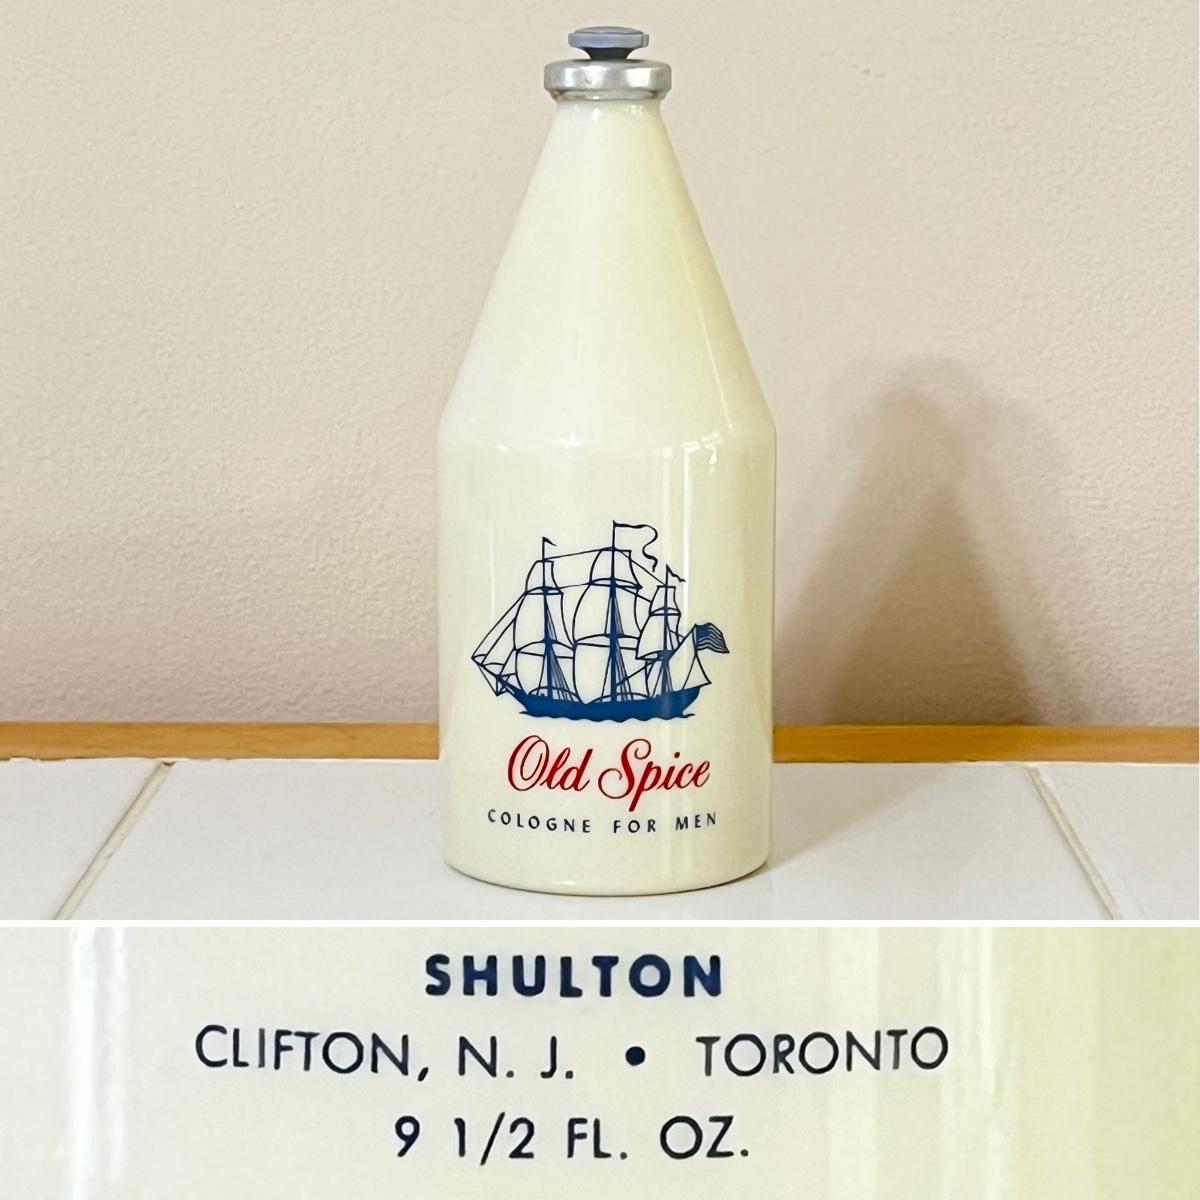 Old Spice
COLOGNE FOR MEN
SHULTON
CLIFTON, N. J. • TORONTO
9 1/2 FL. OZ.